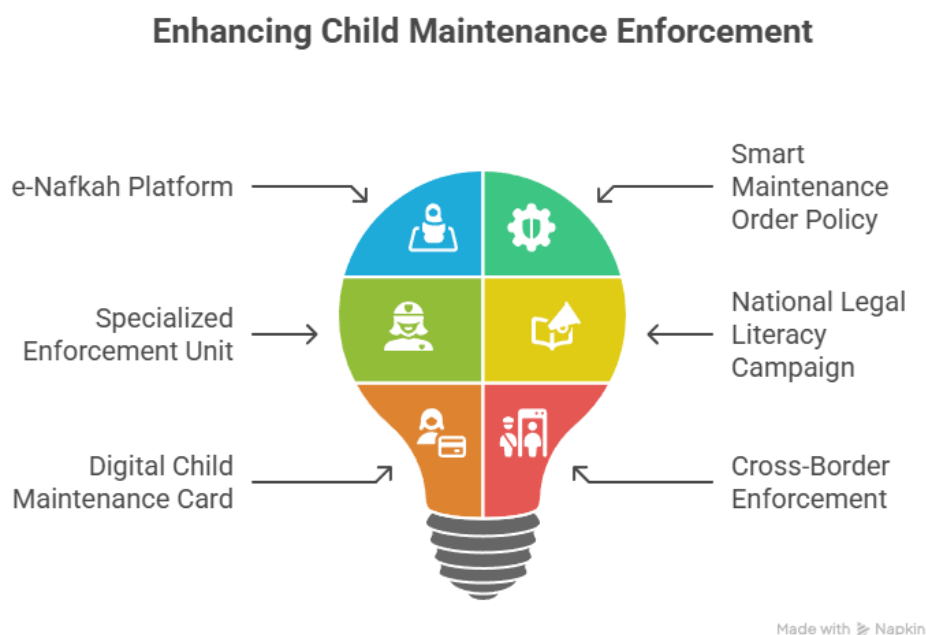 Enhancing Child Maintenance Enforcement
e-Nafkah Platform
Smart
Maintenance
Order Policy
Specialized
Enforcement Unit
National Legal
Literacy
Campaign
Digital Child
Maintenance Card
Cross-Border
Enforcement
Made with Napkin